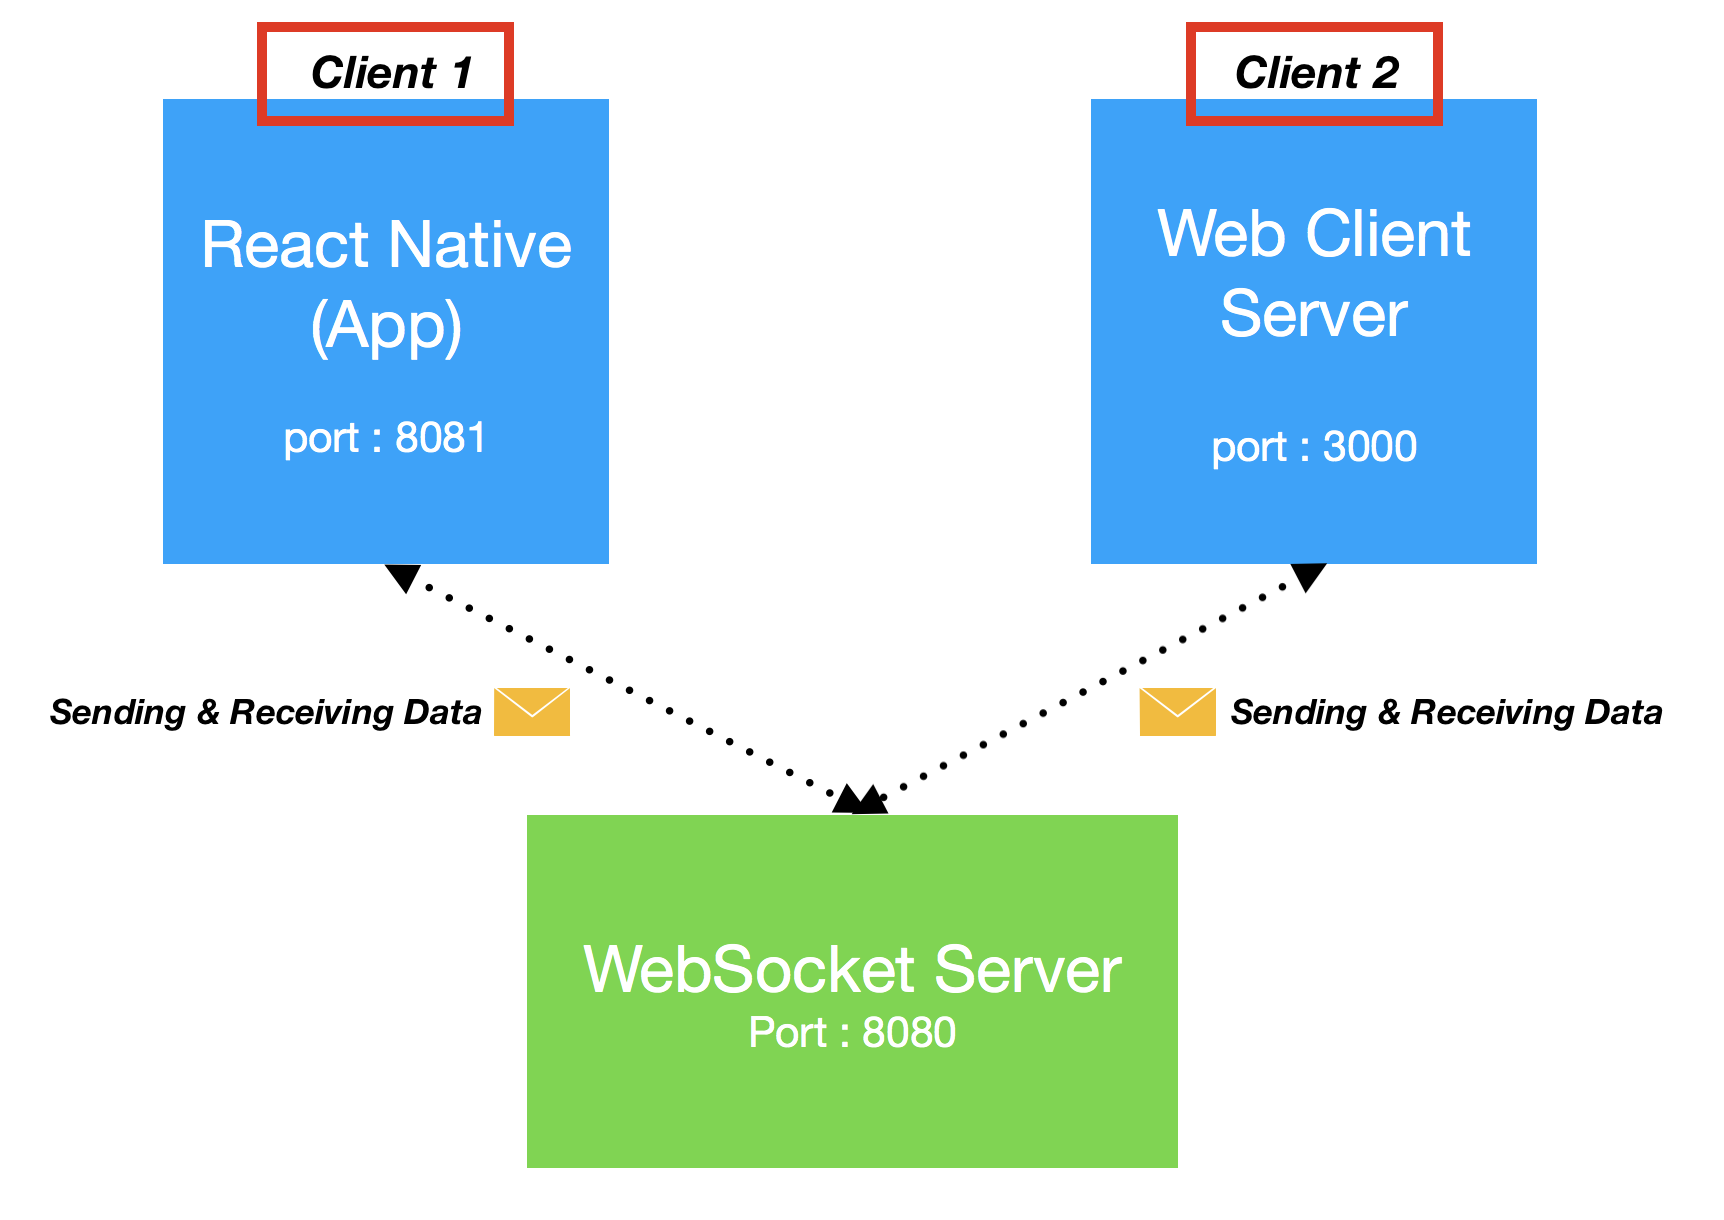 Client 1
React Native
(App)
port : 8081
Client 2
Web Client
Server
port : 3000
Sending & Receiving Data
Sending & Receiving Data
WebSocket Server
Port : 8080